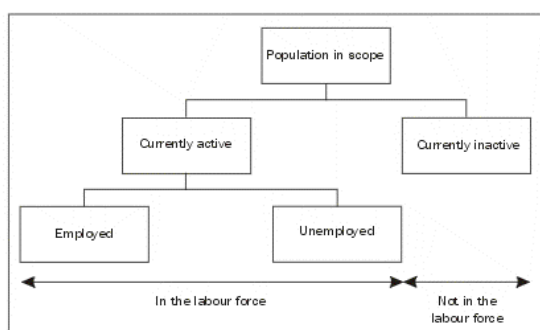 Population in scope
Currently active
Currently inactive
Employed
Unemployed
In the labour force
Not in the
labour force